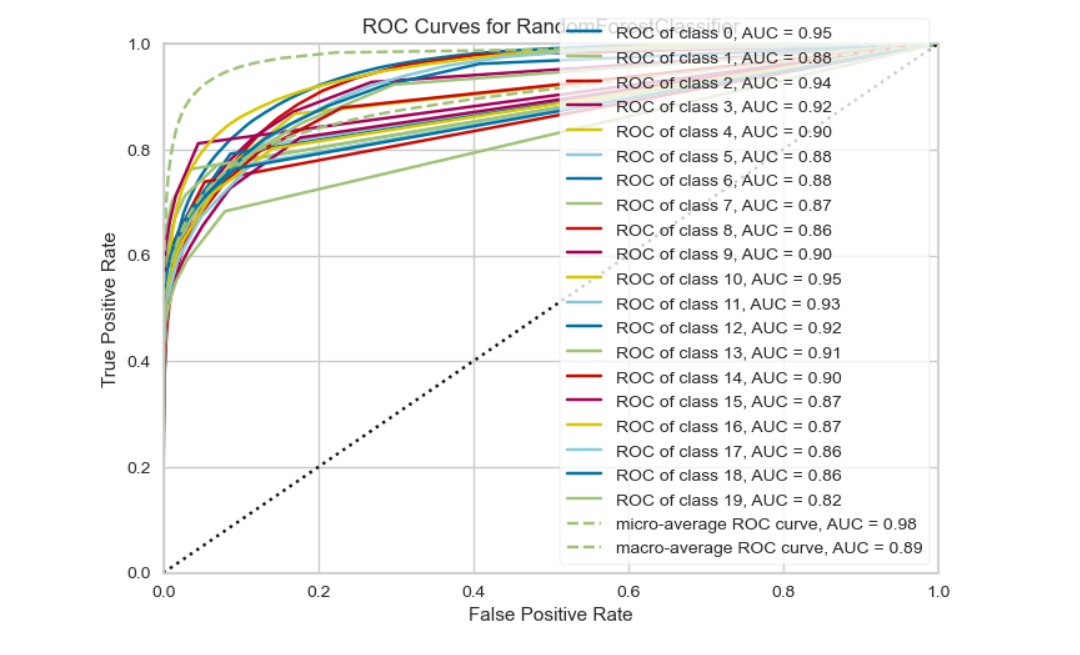 ROC Curves for RandomForestClassifier
ROC of class 0, AUC = 0.95
ROC of class 1, AUC = 0.88
ROC of class 2, AUC = 0.94
ROC of class 3, AUC = 0.92
ROC of class 4, AUC = 0.90
ROC of class 5, AUC = 0.88
ROC of class 6, AUC = 0.88
ROC of class 7, AUC = 0.87
ROC of class 8, AUC = 0.86
ROC of class 9, AUC = 0.90
ROC of class 10, AUC = 0.95
ROC of class 11, AUC = 0.93
ROC of class 12, AUC = 0.92
ROC of class 13, AUC = 0.91
ROC of class 14, AUC = 0.90
ROC of class 15, AUC = 0.87
ROC of class 16, AUC = 0.87
ROC of class 17, AUC = 0.86
ROC of class 18, AUC = 0.86
ROC of class 19, AUC = 0.82
micro-average ROC curve, AUC = 0.98
macro-average ROC curve, AUC = 0.89
True Positive Rate
1.0
0.8
0.6
0.4
0.2
0.0
0.0 0.2 0.4 0.6 0.8 1.0
False Positive Rate